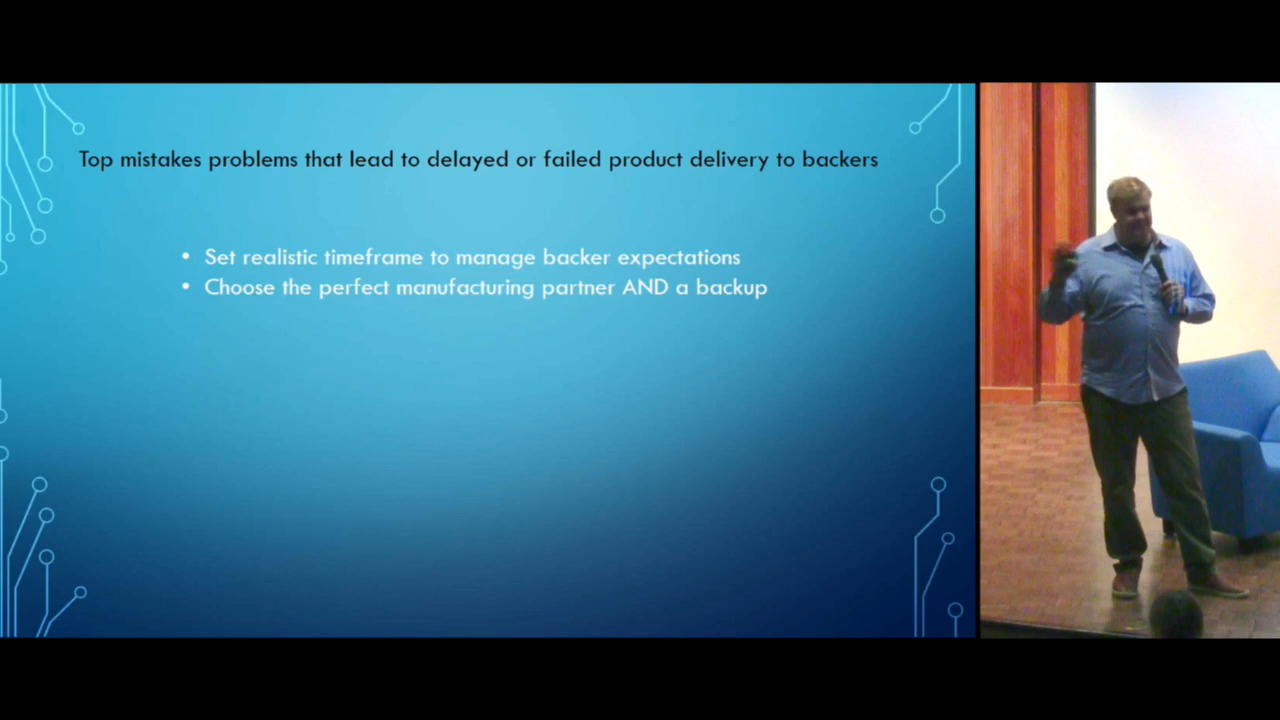 Top mistakes problems that lead to delayed or failed product delivery to backers
• Set realistic timeframe to manage backer expectations
• Choose the perfect manufacturing partner AND a backup